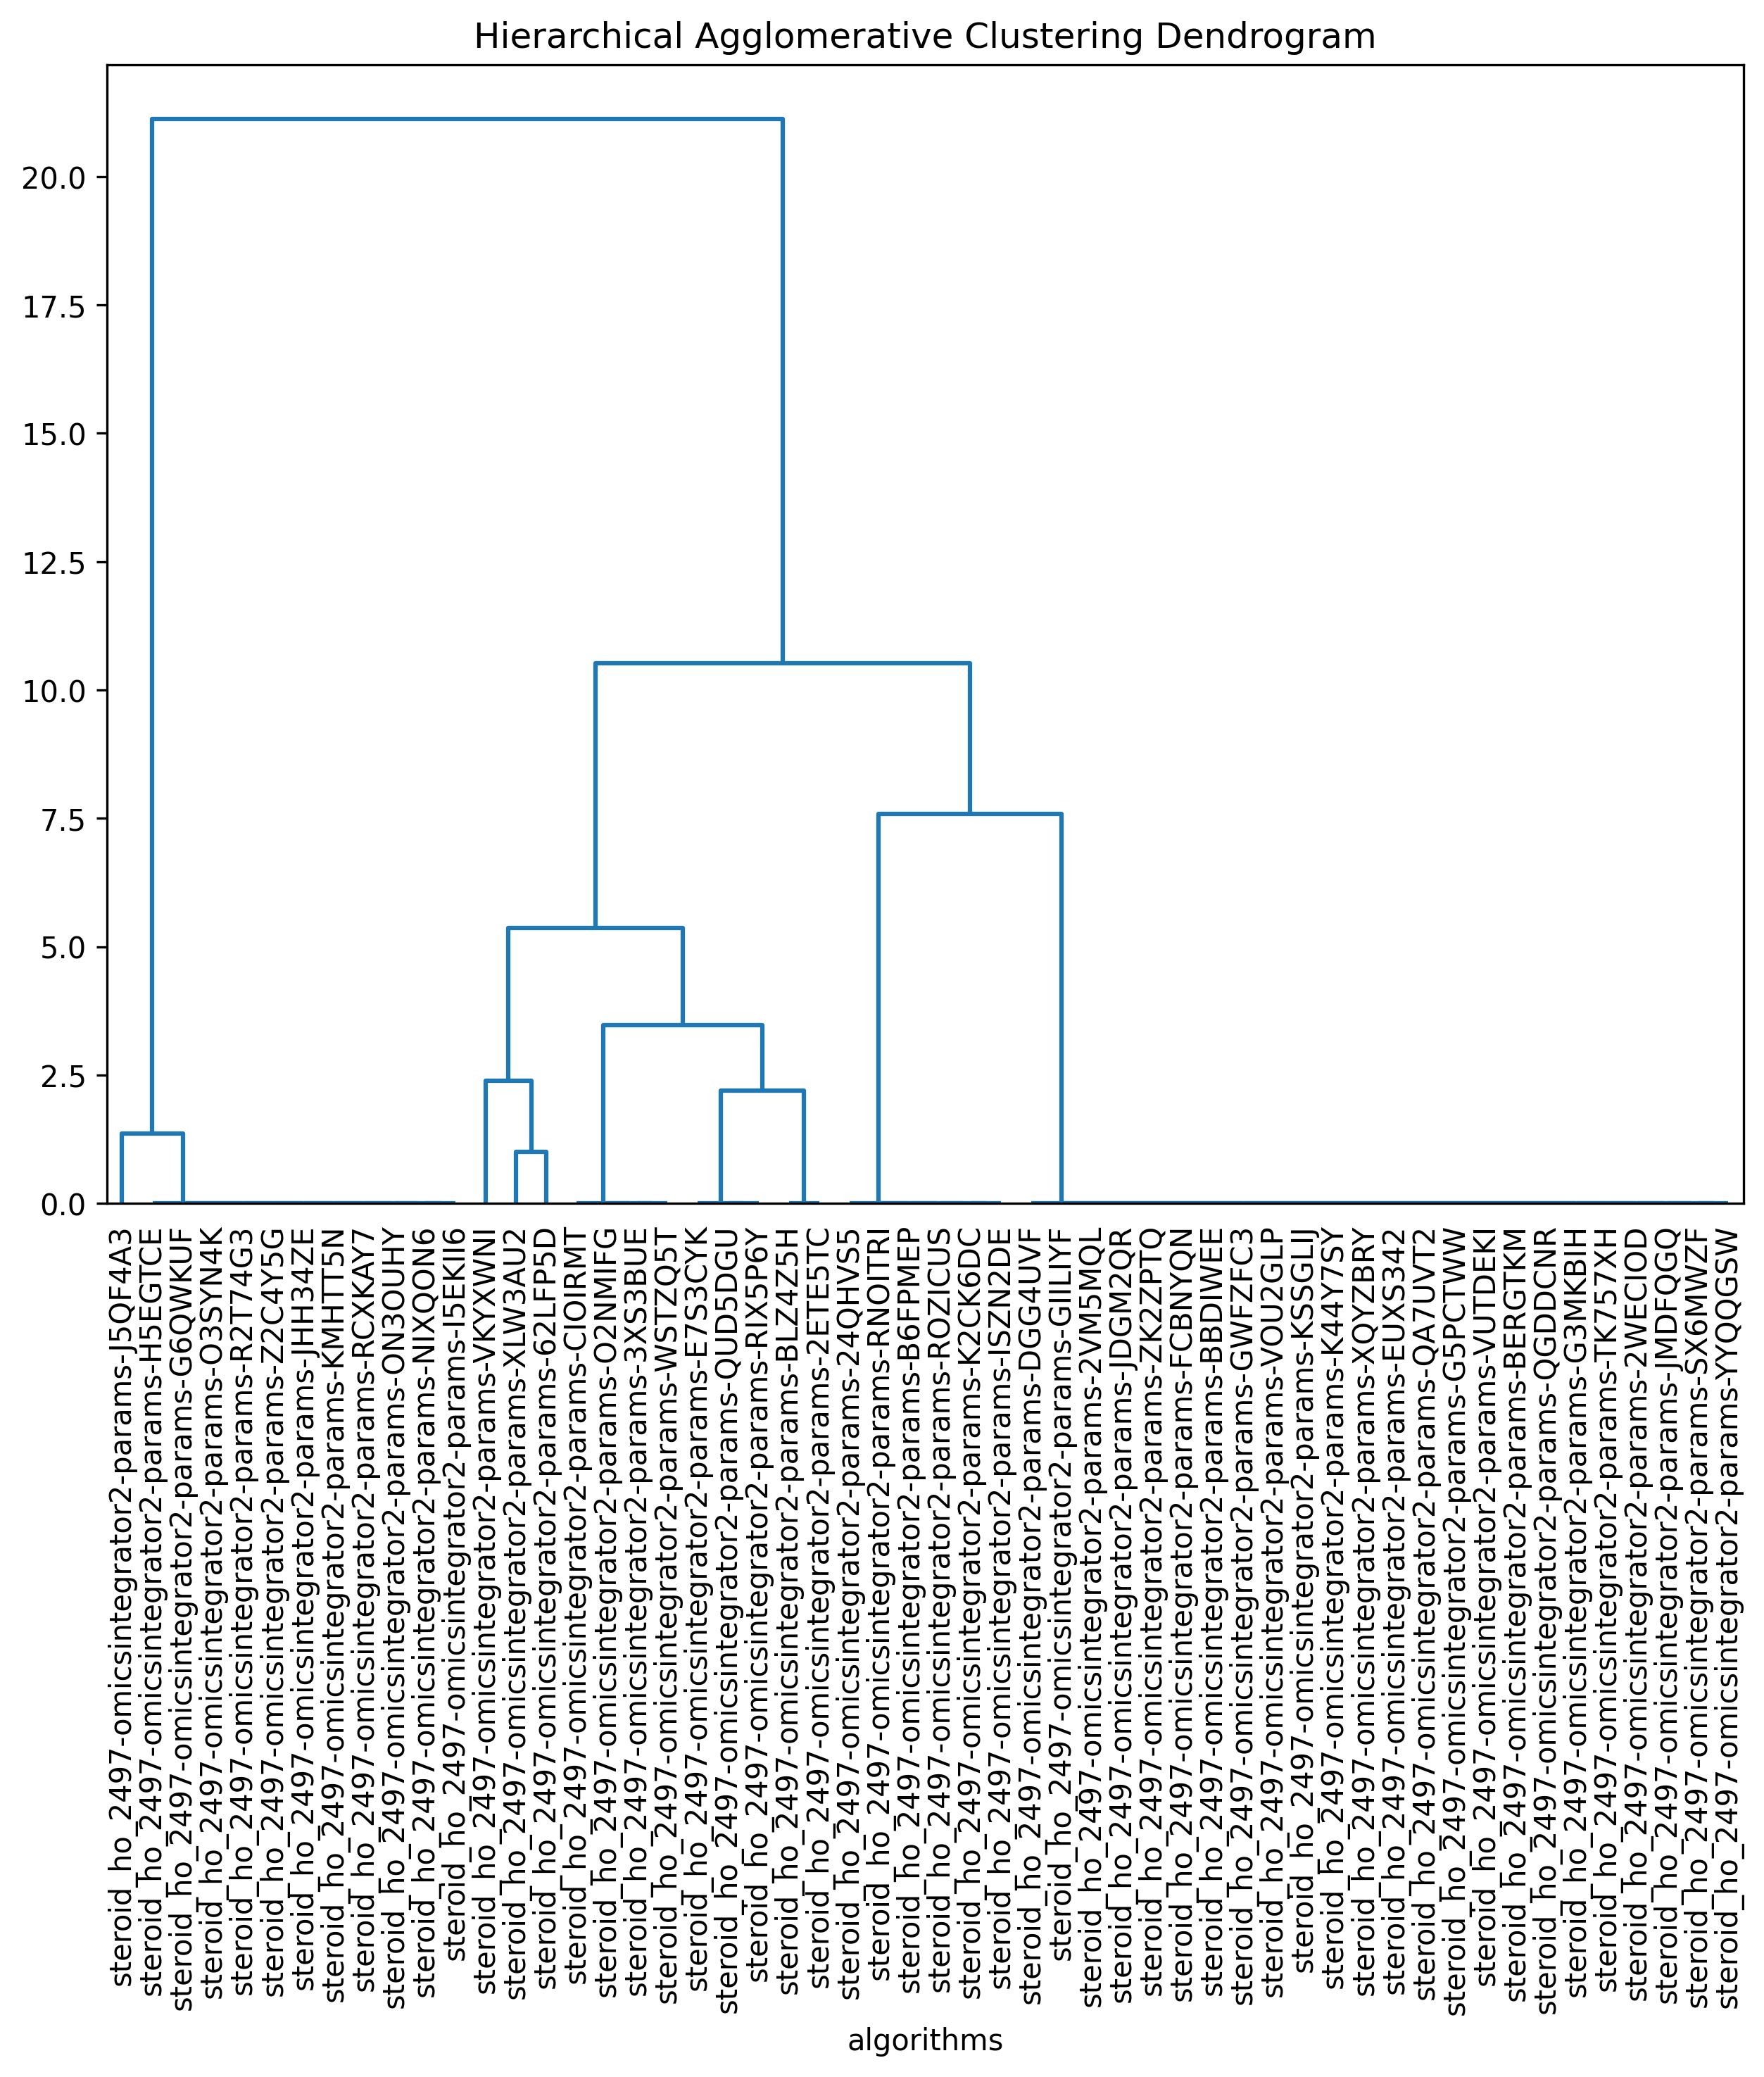 Hierarchical Agglomerative Clustering Dendrogram
20.0
17.5
15.0
12.5
10.0
7.5
5.0
2.5
0.0
steroid_ho_2497-omicsintegrator2-params-J5QF4A3
steroid_ho_2497-omicsintegrator2-params-H5EGTCE
steroid_ho_2497-omicsintegrator2-params-G6QWKUF
steroid_ho_2497-omicsintegrator2-params-O3SYN4K
steroid_ho_2497-omicsintegrator2-params-R2T74G3
steroid_ho_2497-omicsintegrator2-params-Z2C4Y5G
steroid_ho_2497-omicsintegrator2-params-JHH34ZE
steroid_ho_2497-omicsintegrator2-params-KMHTT5N
steroid_ho_2497-omicsintegrator2-params-RCXKAY7
steroid_ho_2497-omicsintegrator2-params-ON3OUHY
steroid_ho_2497-omicsintegrator2-params-NIXQON6
steroid_ho_2497-omicsintegrator2-params-I5EKII6
steroid_ho_2497-omicsintegrator2-params-VKYXWNI
steroid_ho_2497-omicsintegrator2-params-XLW3AU2
steroid_ho_2497-omicsintegrator2-params-62LFP5D
steroid_ho_2497-omicsintegrator2-params-CIOIRMT
steroid_ho_2497-omicsintegrator2-params-O2NMIFG
steroid_ho_2497-omicsintegrator2-params-3XS3BUE
steroid_ho_2497-omicsintegrator2-params-WSTZQ5T
steroid_ho_2497-omicsintegrator2-params-E7S3CYK
steroid_ho_2497-omicsintegrator2-params-QUD5DGU
steroid_ho_2497-omicsintegrator2-params-RIX5P6Y
steroid_ho_2497-omicsintegrator2-params-BLZ4Z5H
steroid_ho_2497-omicsintegrator2-params-2ETE5TC
steroid_ho_2497-omicsintegrator2-params-24QHVS5
steroid_ho_2497-omicsintegrator2-params-RNOITRI
steroid_ho_2497-omicsintegrator2-params-B6FPMEP
steroid_ho_2497-omicsintegrator2-params-ROZICUS
steroid_ho_2497-omicsintegrator2-params-K2CK6DC
steroid_ho_2497-omicsintegrator2-params-ISZN2DE
steroid_ho_2497-omicsintegrator2-params-DGG4UVF
steroid_ho_2497-omicsintegrator2-params-GIILIYF
steroid_ho_2497-omicsintegrator2-params-2VM5MQL
steroid_ho_2497-omicsintegrator2-params-JDGM2QR
steroid_ho_2497-omicsintegrator2-params-ZK2ZPTQ
steroid_ho_2497-omicsintegrator2-params-FCBNYQN
steroid_ho_2497-omicsintegrator2-params-BBDIWEE
steroid_ho_2497-omicsintegrator2-params-GWFZFC3
steroid_ho_2497-omicsintegrator2-params-VOU2GLP
steroid_ho_2497-omicsintegrator2-params-KSSGLIJ
steroid_ho_2497-omicsintegrator2-params-K44Y7SY
steroid_ho_2497-omicsintegrator2-params-XQYZBRY
steroid_ho_2497-omicsintegrator2-params-EUXS342
steroid_ho_2497-omicsintegrator2-params-QA7UVT2
steroid_ho_2497-omicsintegrator2-params-G5PCTWW
steroid_ho_2497-omicsintegrator2-params-VUTDEKI
steroid_ho_2497-omicsintegrator2-params-BERGTKM
steroid_ho_2497-omicsintegrator2-params-QGDDCNR
steroid_ho_2497-omicsintegrator2-params-G3MKBIH
steroid_ho_2497-omicsintegrator2-params-TK757XH
steroid_ho_2497-omicsintegrator2-params-2WECIOD
steroid_ho_2497-omicsintegrator2-params-JMDFQGQ
steroid_ho_2497-omicsintegrator2-params-SX6MWZF
steroid_ho_2497-omicsintegrator2-params-YYQQGSW
algorithms